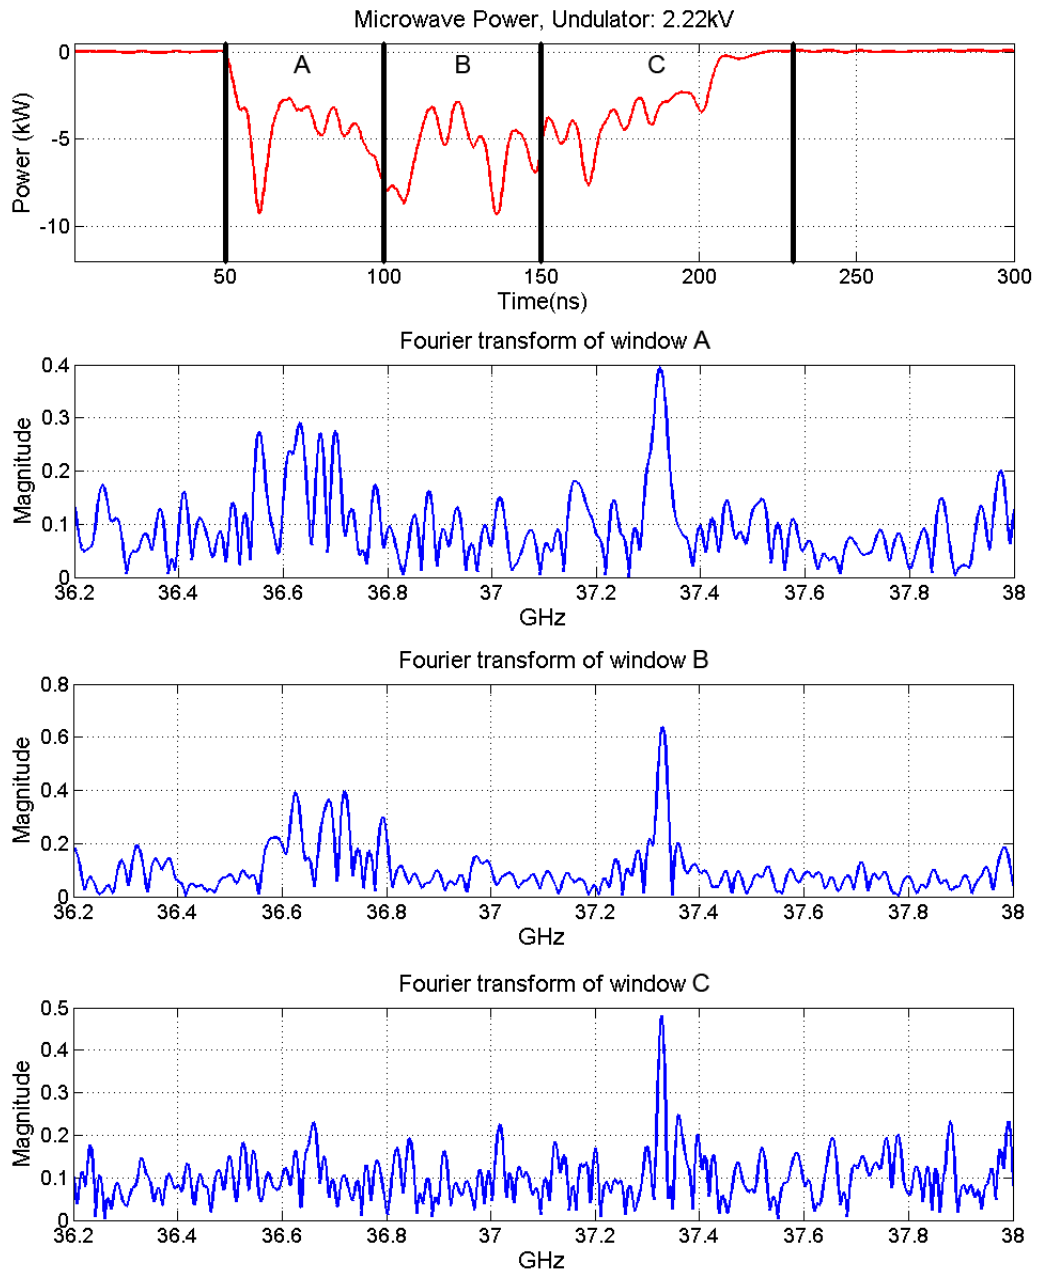 Microwave Power, Undulator: 2.22kV
Power (kW)
0
-5
-10
A B C
50 100 150 200 250 300
Time(ns)
Fourier transform of window A
Magnitude
0.4
0.3
0.2
0.1
0
36.2 36.4 36.6 36.8 37 37.2 37.4 37.6 37.8 38
GHz
Fourier transform of window B
Magnitude
0.8
0.6
0.4
0.2
0
36.2 36.4 36.6 36.8 37 37.2 37.4 37.6 37.8 38
GHz
Fourier transform of window C
Magnitude
0.5
0.4
0.3
0.2
0.1
0
36.2 36.4 36.6 36.8 37 37.2 37.4 37.6 37.8 38
GHz